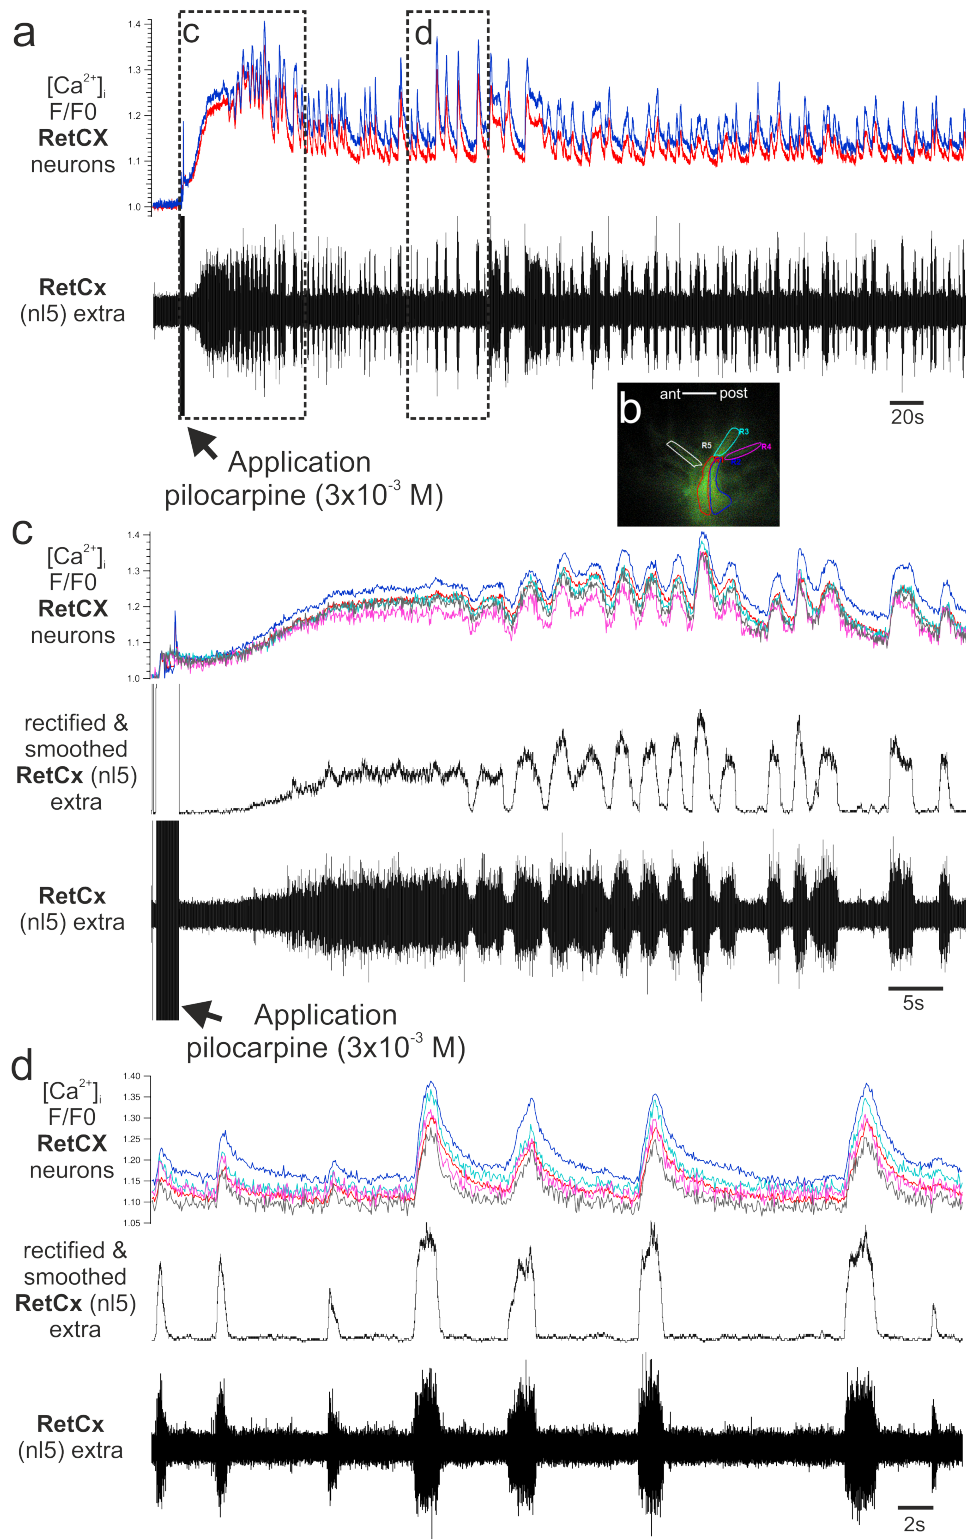 a
c
d
[Ca²⁺]ᵢ
F/F0
RetCX
neurons
1.4
1.3
1.2
1.1
1.0
RetCx
(nl5) extra
20s
Application
pilocarpine (3x10⁻³ M)
b
ant
post
R5
R3
R4
c
[Ca²⁺]ᵢ
F/F0
RetCX
neurons
1.4
1.3
1.2
1.1
1.0
rectified &
smoothed
RetCx (nl5)
extra
RetCx
(nl5) extra
5s
Application
pilocarpine (3x10⁻³ M)
d
[Ca²⁺]ᵢ
F/F0
RetCX
neurons
1.40
1.35
1.30
1.25
1.20
1.15
1.10
1.05
rectified &
smoothed
RetCx (nl5)
extra
RetCx
(nl5) extra
2s